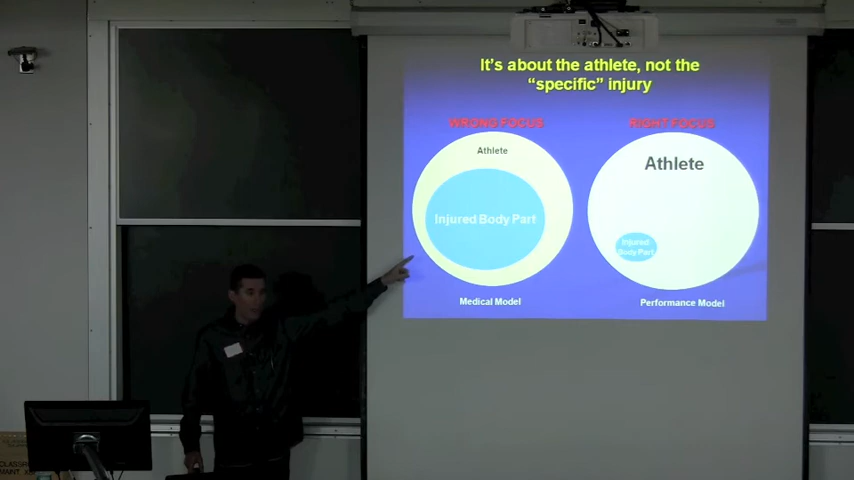 It's about the athlete, not the
“specific” injury
WRONG FOCUS
RIGHT FOCUS
Athlete
Athlete
Injured Body Part
Injured
Body Part
Medical Model
Performance Model